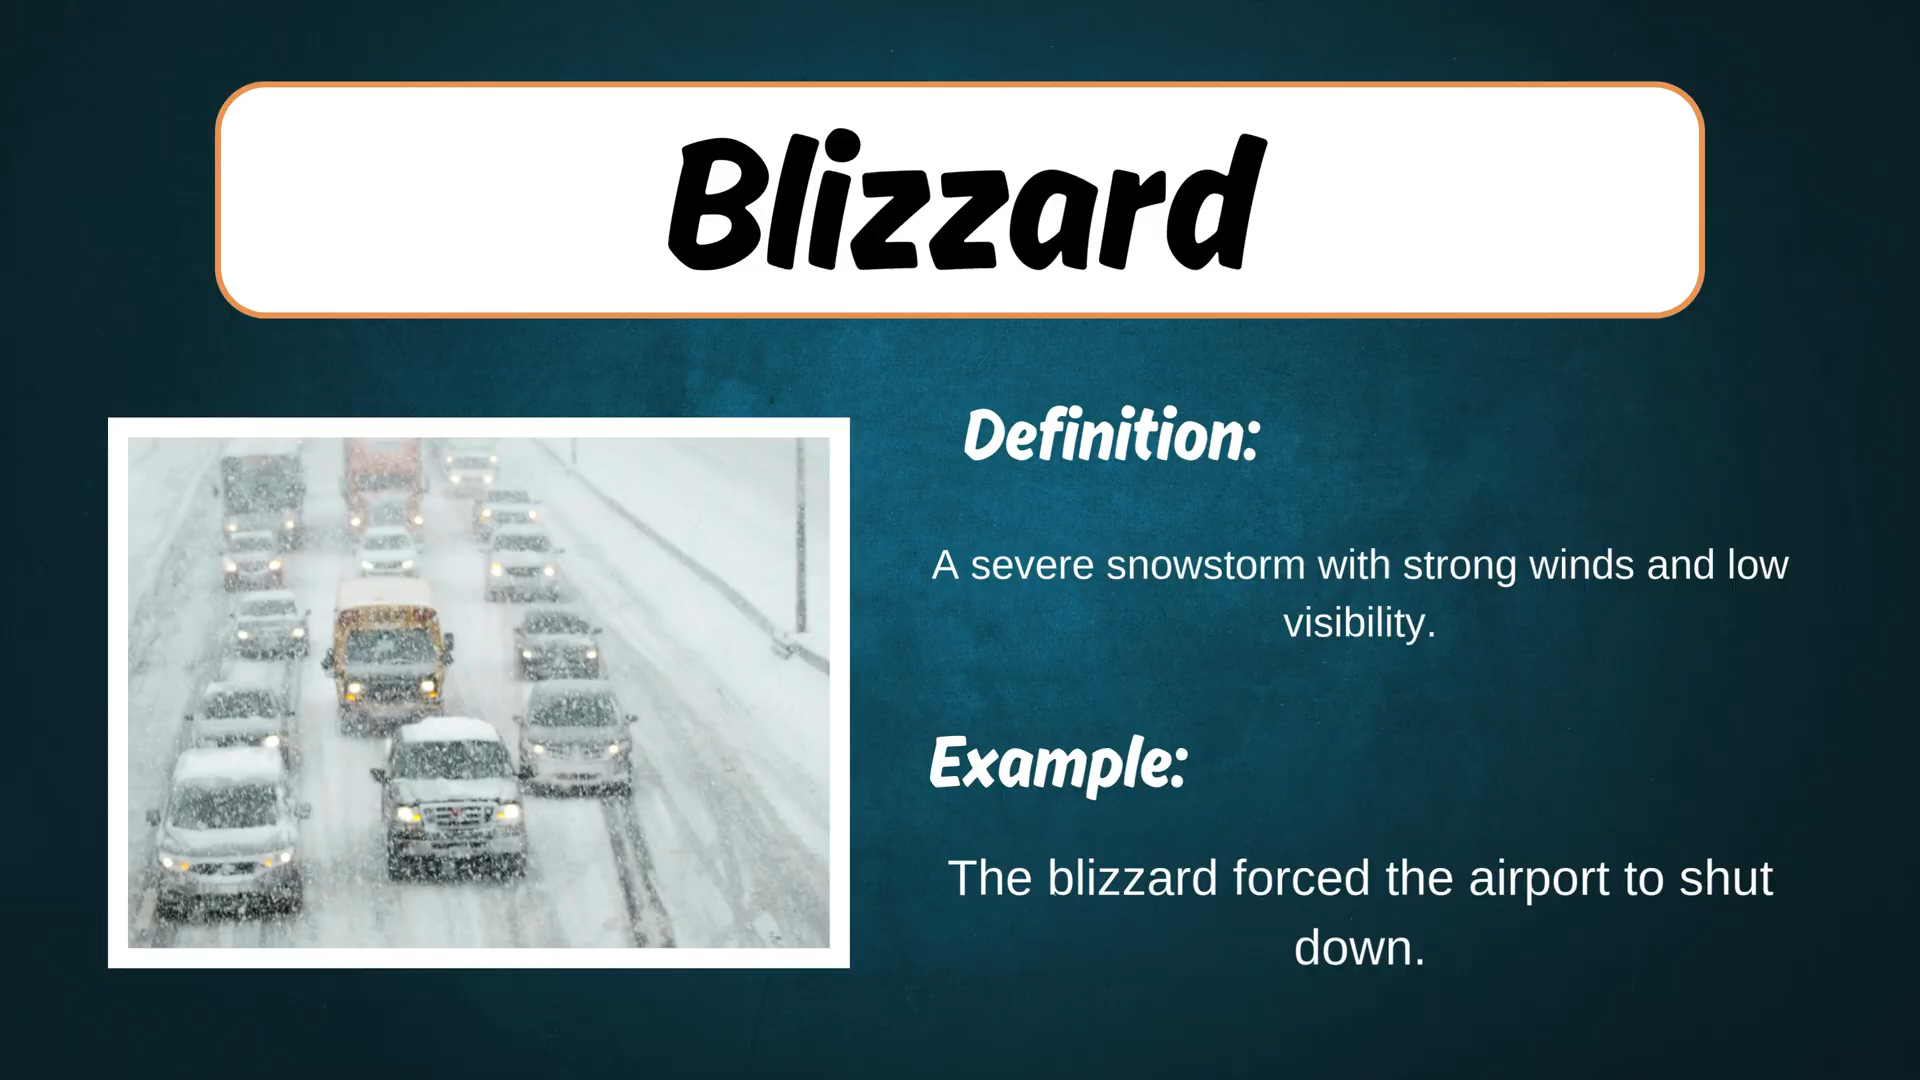 Blizzard
Definition:
A severe snowstorm with strong winds and low
visibility.
Example:
The blizzard forced the airport to shut
down.